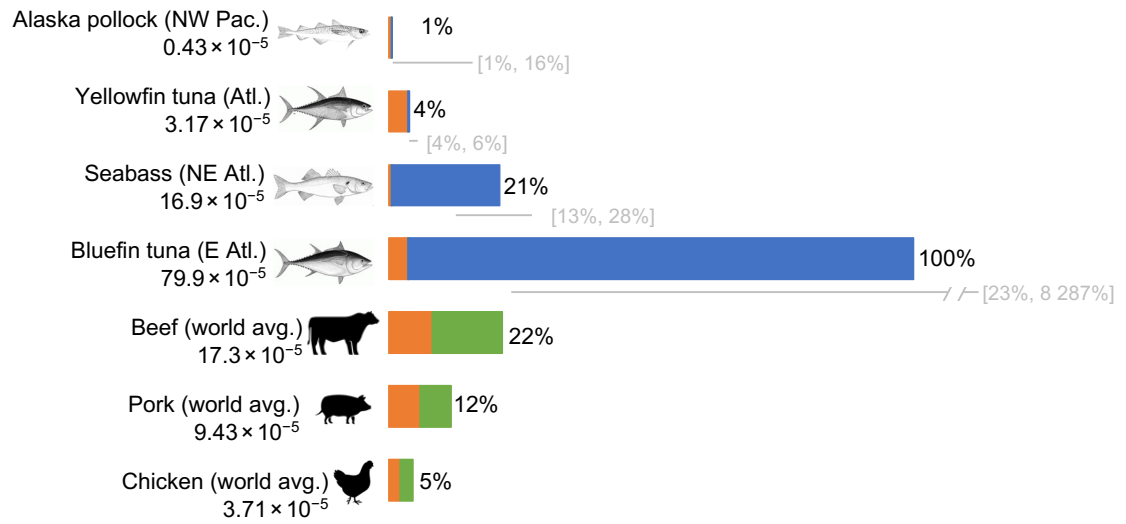 Alaska pollock (NW Pac.)
0.43 × 10⁻⁵
1%
[1%, 16%]
Yellowfin tuna (Atl.)
3.17 × 10⁻⁵
4%
[4%, 6%]
Seabass (NE Atl.)
16.9 × 10⁻⁵
21%
[13%, 28%]
Bluefin tuna (E Atl.)
79.9 × 10⁻⁵
100%
[23%, 8 287%]
Beef (world avg.)
17.3 × 10⁻⁵
22%
Pork (world avg.)
9.43 × 10⁻⁵
12%
Chicken (world avg.)
3.71 × 10⁻⁵
5%